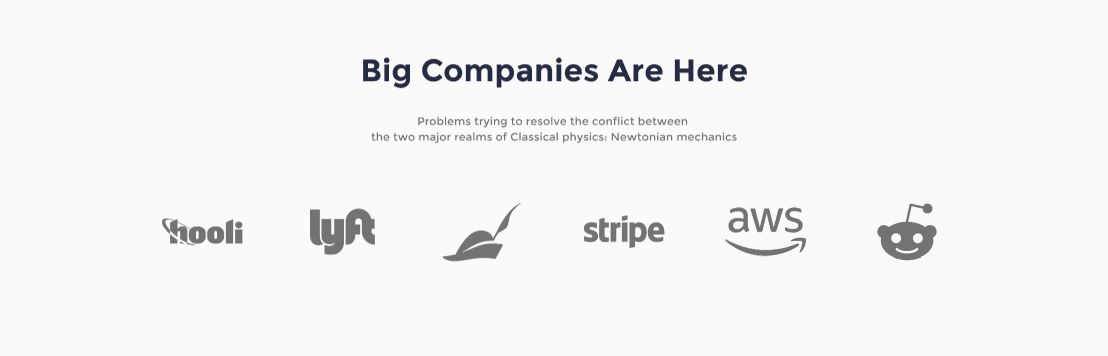 Big Companies Are Here
Problems trying to resolve the conflict between
the two major realms of Classical physics: Newtonian mechanics
hooli
lyft
stripe
aws